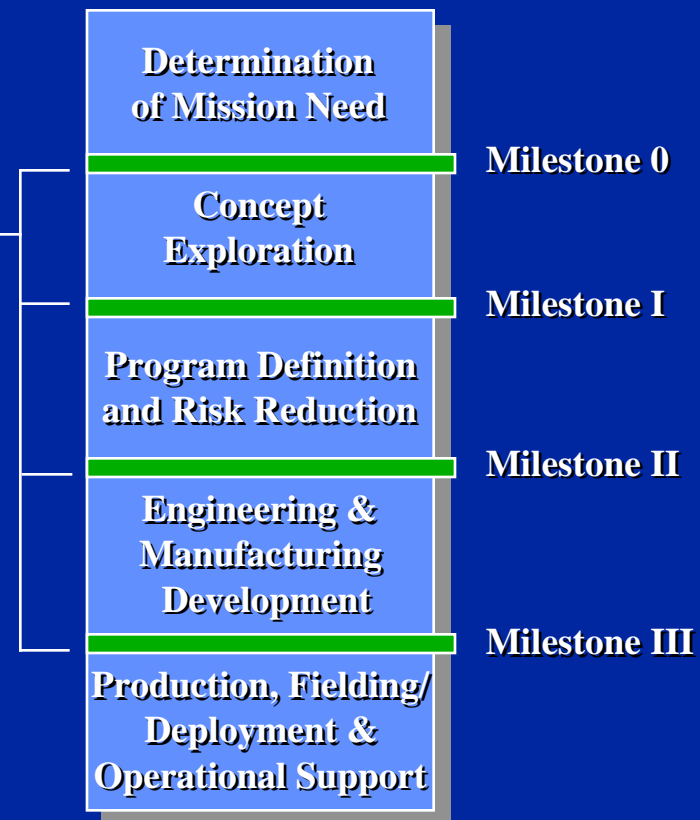 Determination
of Mission Need
Milestone 0
Concept
Exploration
Milestone I
Program Definition
and Risk Reduction
Milestone II
Engineering &
Manufacturing
Development
Milestone III
Production, Fielding/
Deployment &
Operational Support